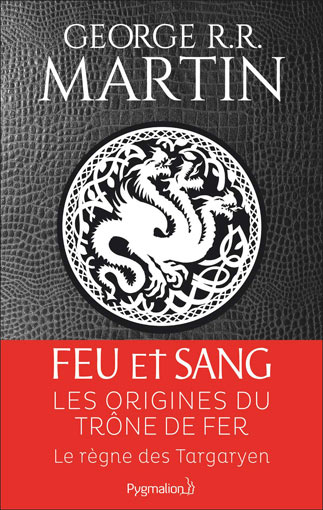 GEORGE R.R.
MARTIN
FEU ET SANG
LES ORIGINES DU
TRÔNE DE FER
Le règne des Targaryen
Pygmalion